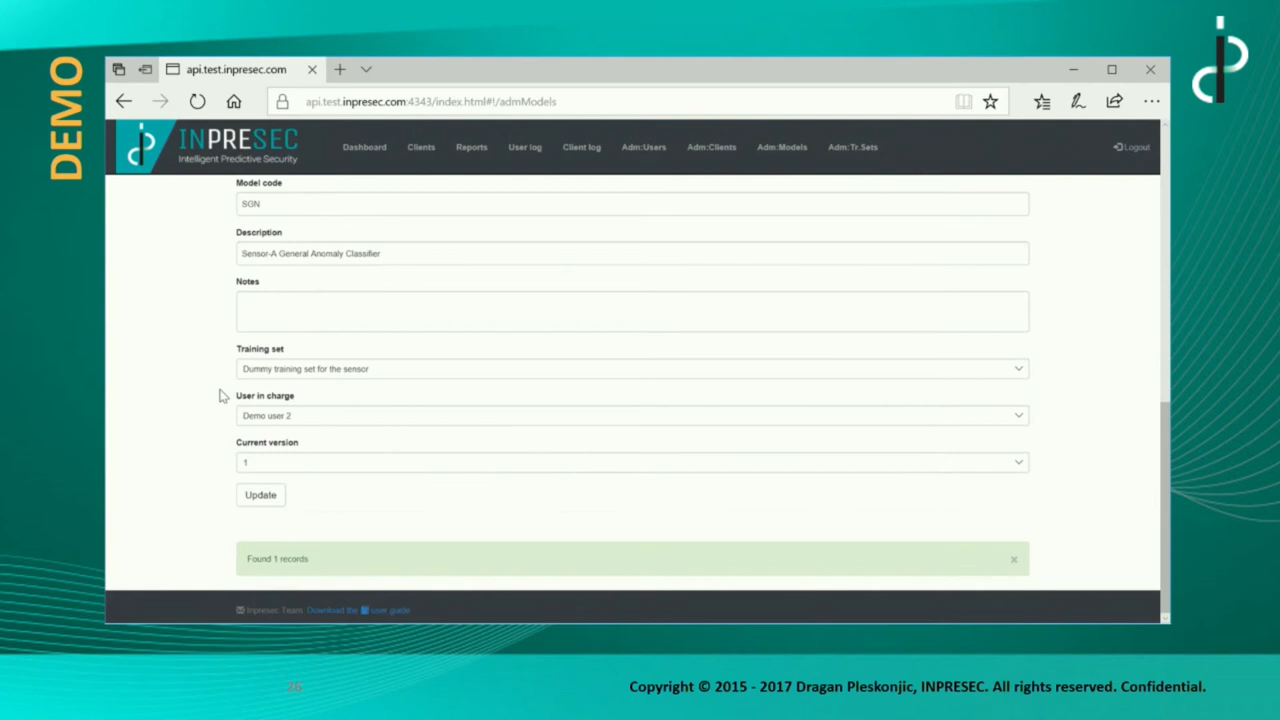 DEMO
api.test.inpresec.com
api.test.inpresec.com:4343/index.html#!/admModels
INPRESEC
Intelligent Predictive Security
Dashboard Clients Reports User log Client log Adm:Users Adm:Clients Adm:Models Adm:Tr.Sets Logout
Model code
SGN
Description
Sensor-A General Anomaly Classifier
Notes
Training set
Dummy training set for the sensor
User in charge
Demo user 2
Current version
1
Update
Found 1 records
Inpresec Team Download the user guide
26
Copyright © 2015 - 2017 Dragan Pleskonjic, INPRESEC. All rights reserved. Confidential.